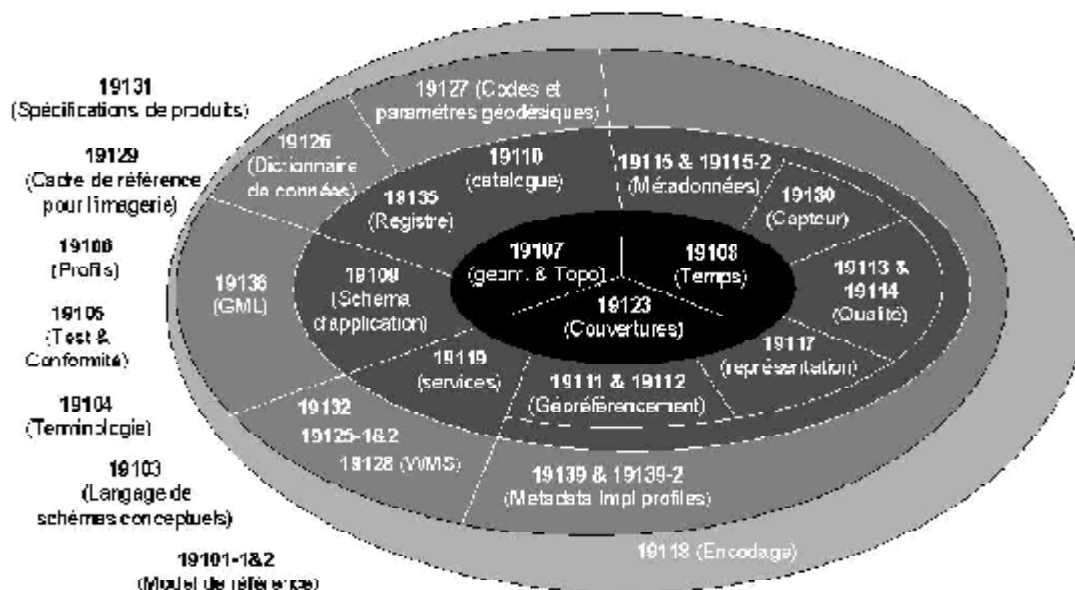 19131
(Spécifications de produits)
19129
(Cadre de référence
pour l'imagerie)
19106
(Profils)
19105
(Test &
Conformité)
19104
(Terminologie)
19103
(Langage de
schémas conceptuels)
19101-1&2
(Model de référence)
19127 (Codes et
paramètres géodésiques)
19126
(Dictionnaire
de données)
19136
(GML)
19132
19125-1&2
19128 (WMS)
19139 & 19139-2
(Metadata Impl profiles)
19118 (Encodage)
19110
(catalogue)
19135
(Registre)
19109
(Schéma
d'application)
19119
(services)
19111 & 19112
(Géoréférencement)
19117
(représentation)
19113 &
19114
(Qualité)
19130
(Capteur)
19115 & 19115-2
(Métadonnées)
19107
(géom. & Topo)
19108
(Temps)
19123
(Couvertures)